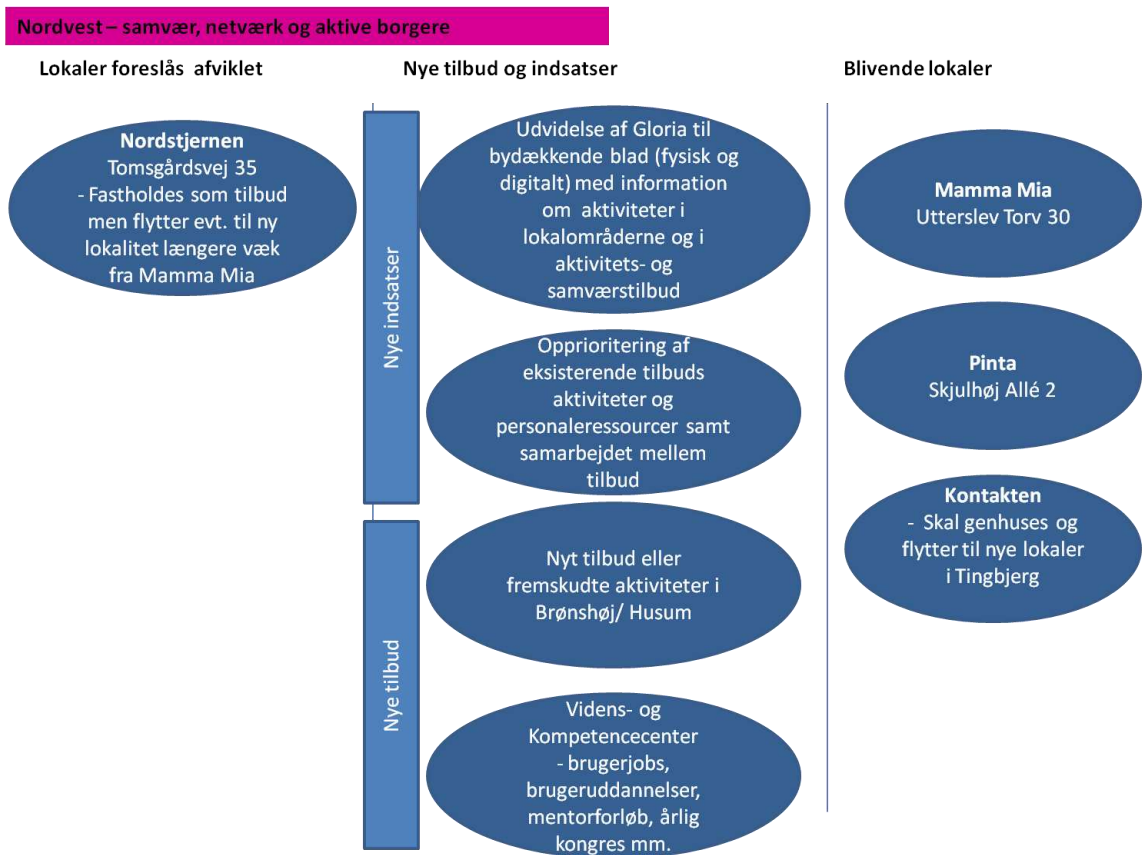 Nordvest – samvær, netværk og aktive borgere
Lokaler foreslås afviklet
Nordstjernen
Tomsgårdsvej 35
- Fastholdes som tilbud
men flytter evt. til ny
lokalitet længere væk
fra Mamma Mia
Nye tilbud og indsatser
Nye indsatser
Udvidelse af Gloria til
bydækkende blad (fysisk og
digitalt) med information
om aktiviteter i
lokalområderne og i
aktivitets- og
samværstilbud
Opprioritering af
eksisterende tilbuds
aktiviteter og
personaleressourcer samt
samarbejdet mellem
tilbud
Nye tilbud
Nyt tilbud eller
fremskudte aktiviteter i
Brønshøj/ Husum
Videns- og
Kompetencecenter
- brugerjobs,
brugeruddannelser,
mentorforløb, årlig
kongres mm.
Blivende lokaler
Mamma Mia
Utterslev Torv 30
Pinta
Skjulhøj Allé 2
Kontakten
- Skal genhuses og
flytter til nye lokaler
i Tingbjerg